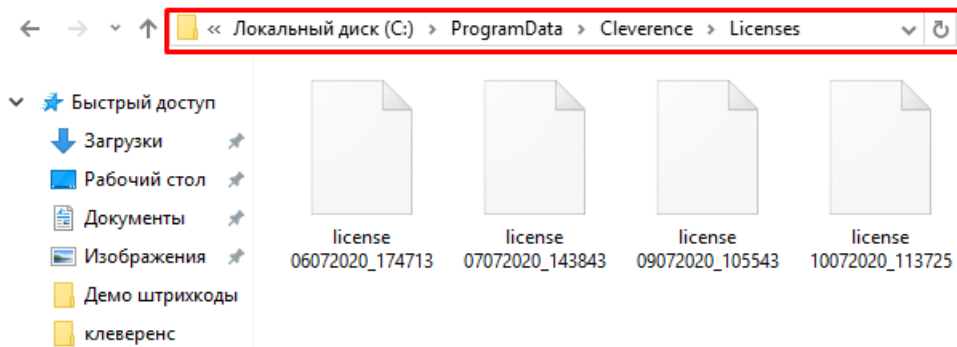 « Локальный диск (C:) › ProgramData › Cleverence › Licenses
Быстрый доступ
Загрузки
Рабочий стол
Документы
Изображения
Демо штрихкоды
клеверенс
license
06072020_174713
license
07072020_143843
license
09072020_105543
license
10072020_113725